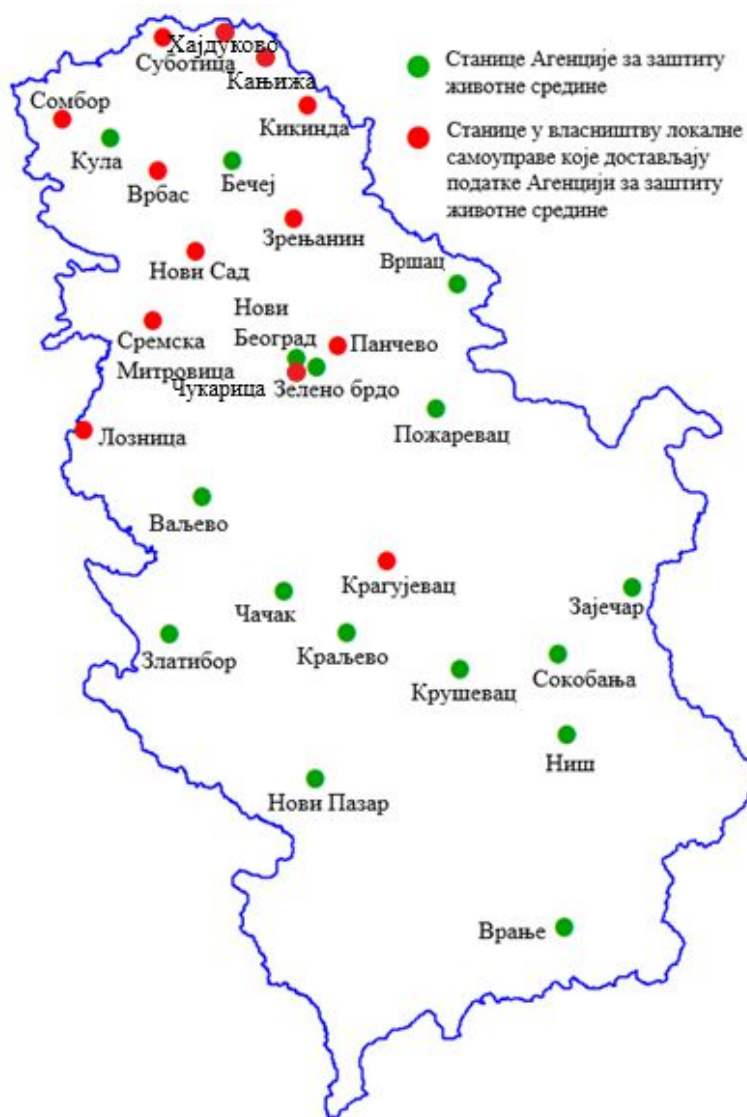 Хајдуково
Суботица
Кањижа
Станице Агенције за заштиту
животне средине
Сомбор
Кикинда
Станице у власништву локалне
самоуправе које достављају
податке Агенцији за заштиту
животне средине
Кула
Врбас
Бечеј
Зрењанин
Нови Сад
Вршац
Нови
Београд
Сремска
Митровица
Панчево
Чукарица
Зелено брдо
Пожаревац
Лозница
Ваљево
Крагујевац
Чачак
Зајечар
Златибор
Краљево
Сокобања
Крушевац
Ниш
Нови Пазар
Врање